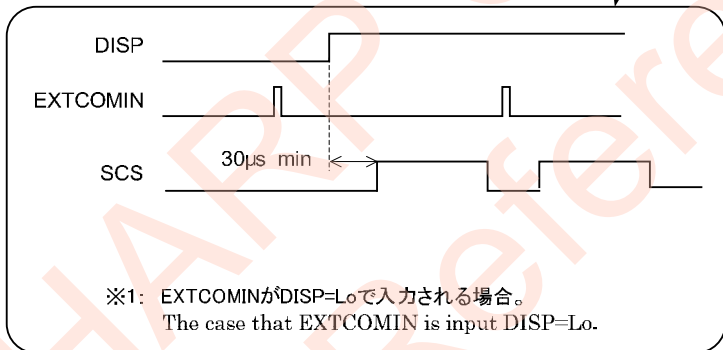 DISP
EXTCOMIN
30μs min
SCS
※1: EXTCOMINがDISP=Loで入力される場合。
The case that EXTCOMIN is input DISP=Lo.